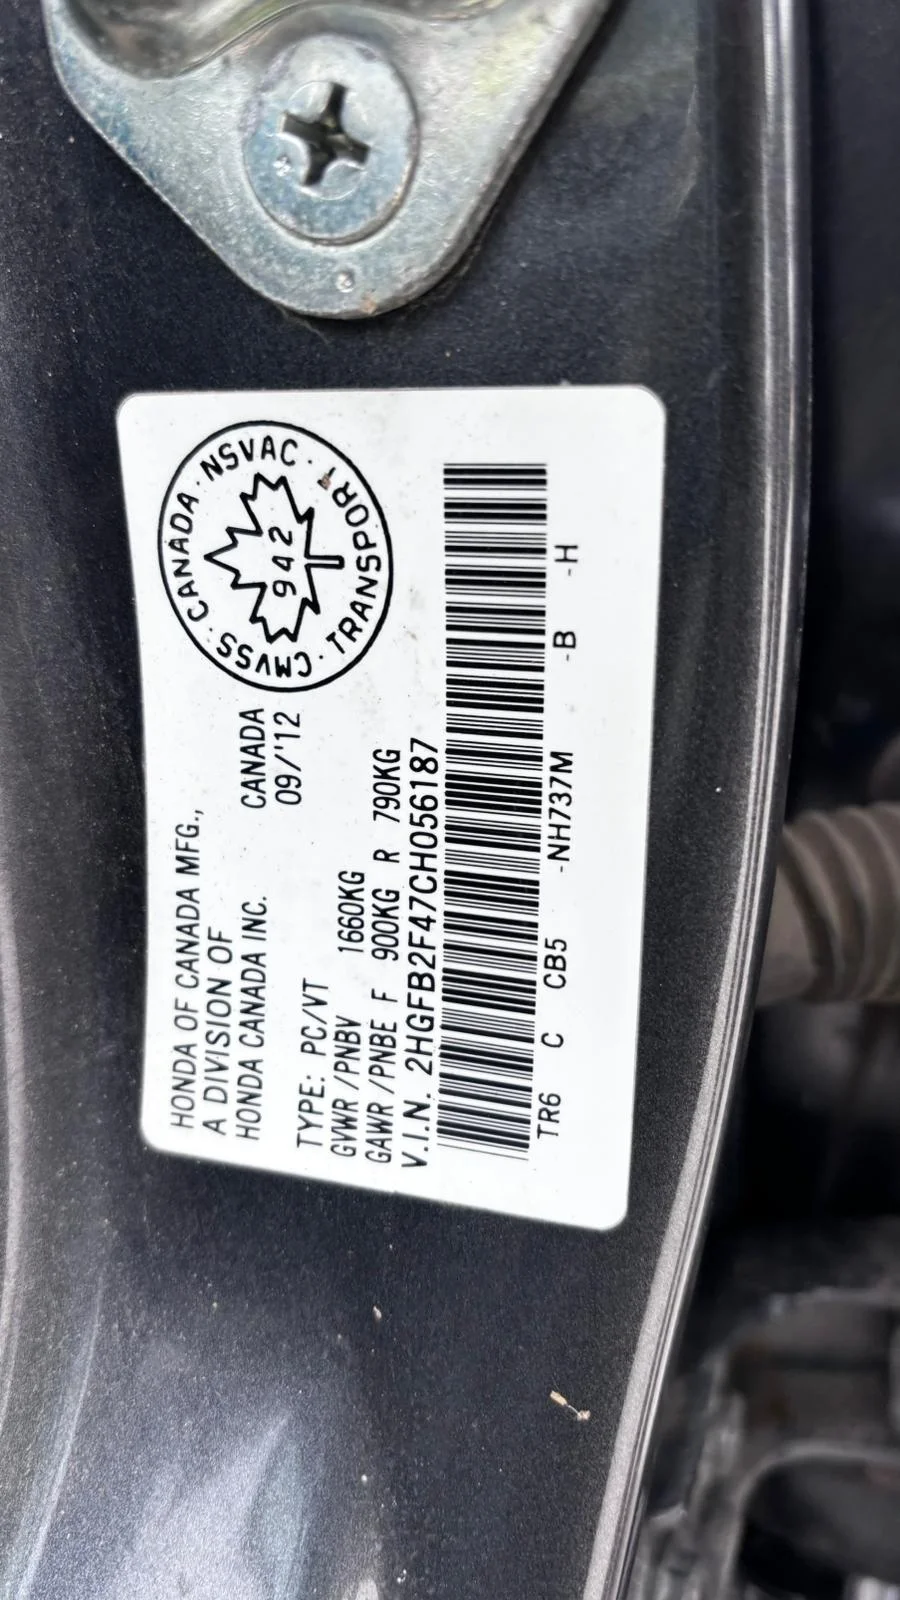 HONDA OF CANADA MFG.,
A DIVISION OF
HONDA CANADA INC.
CANADA
09/'12
CMVSS · CANADA · NSVAC · TRANSPORT ·
942
TYPE: PC/VT
GVWR/PNBV 1660KG
GAWR/PNBE F 900KG R 790KG
V.I.N. 2HGFB2F47CH056187
TR6 C CB5 -NH737M -B -H